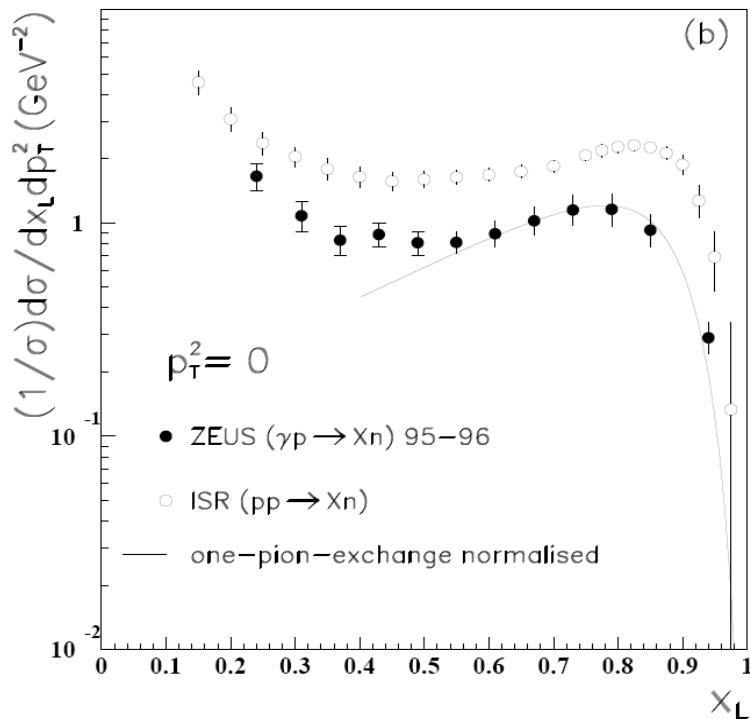 (b)
(1/σ)dσ/dx_L dp_T^2 (GeV^-2)
1
10^-1
10^-2
p_T^2 = 0
ZEUS (γp → Xn) 95-96
ISR (pp → Xn)
one-pion-exchange normalised
0 0.1 0.2 0.3 0.4 0.5 0.6 0.7 0.8 0.9 1
x_L